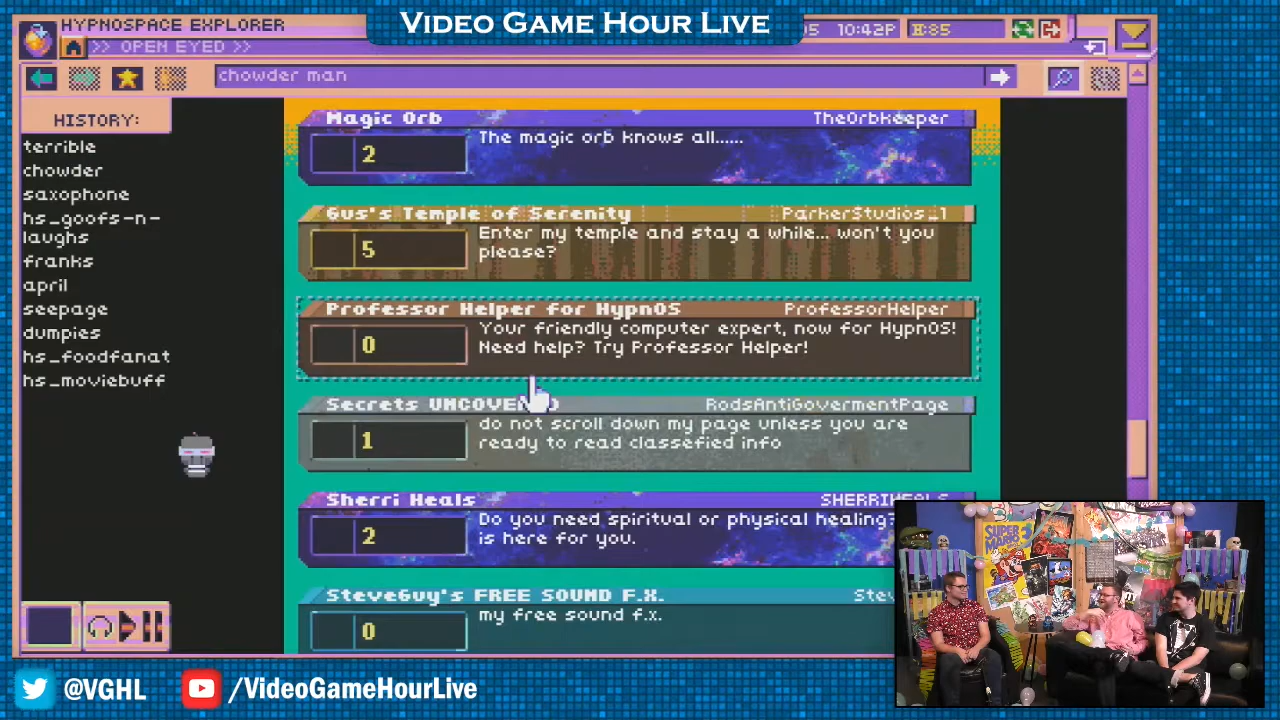 VIDEO GAME HOUR LIVE
HYPNOSPACE EXPLORER
>> OPEN EYED >>
10:42P
85
chowder man
HISTORY:
terrible
chowder
saxophone
hs_goofs-n-
laughs
franks
april
seepage
dumpies
hs_foodfanat
hs_moviebuff
Magic Orb
TheOrbKeeper
2
The magic orb knows all......
Gus's Temple of Serenity
ParkerStudios_1
5
Enter my temple and stay a while... won't you
please?
Professor Helper for HypnOS
ProfessorHelper
0
Your friendly computer expert, now for HypnOS!
Need help? Try Professor Helper!
Secrets
RodsAntiGovermentPage
1
do not scroll down my page unless you are
ready to read classefied info
Sherri Heals
SHERRIHEALS
2
Do you need spiritual or physical healing?
is here for you.
SteveGuy's FREE SOUND F.X.
0
my free sound f.x.
SUPER
MARIO
@VGHL
/VideoGameHourLive